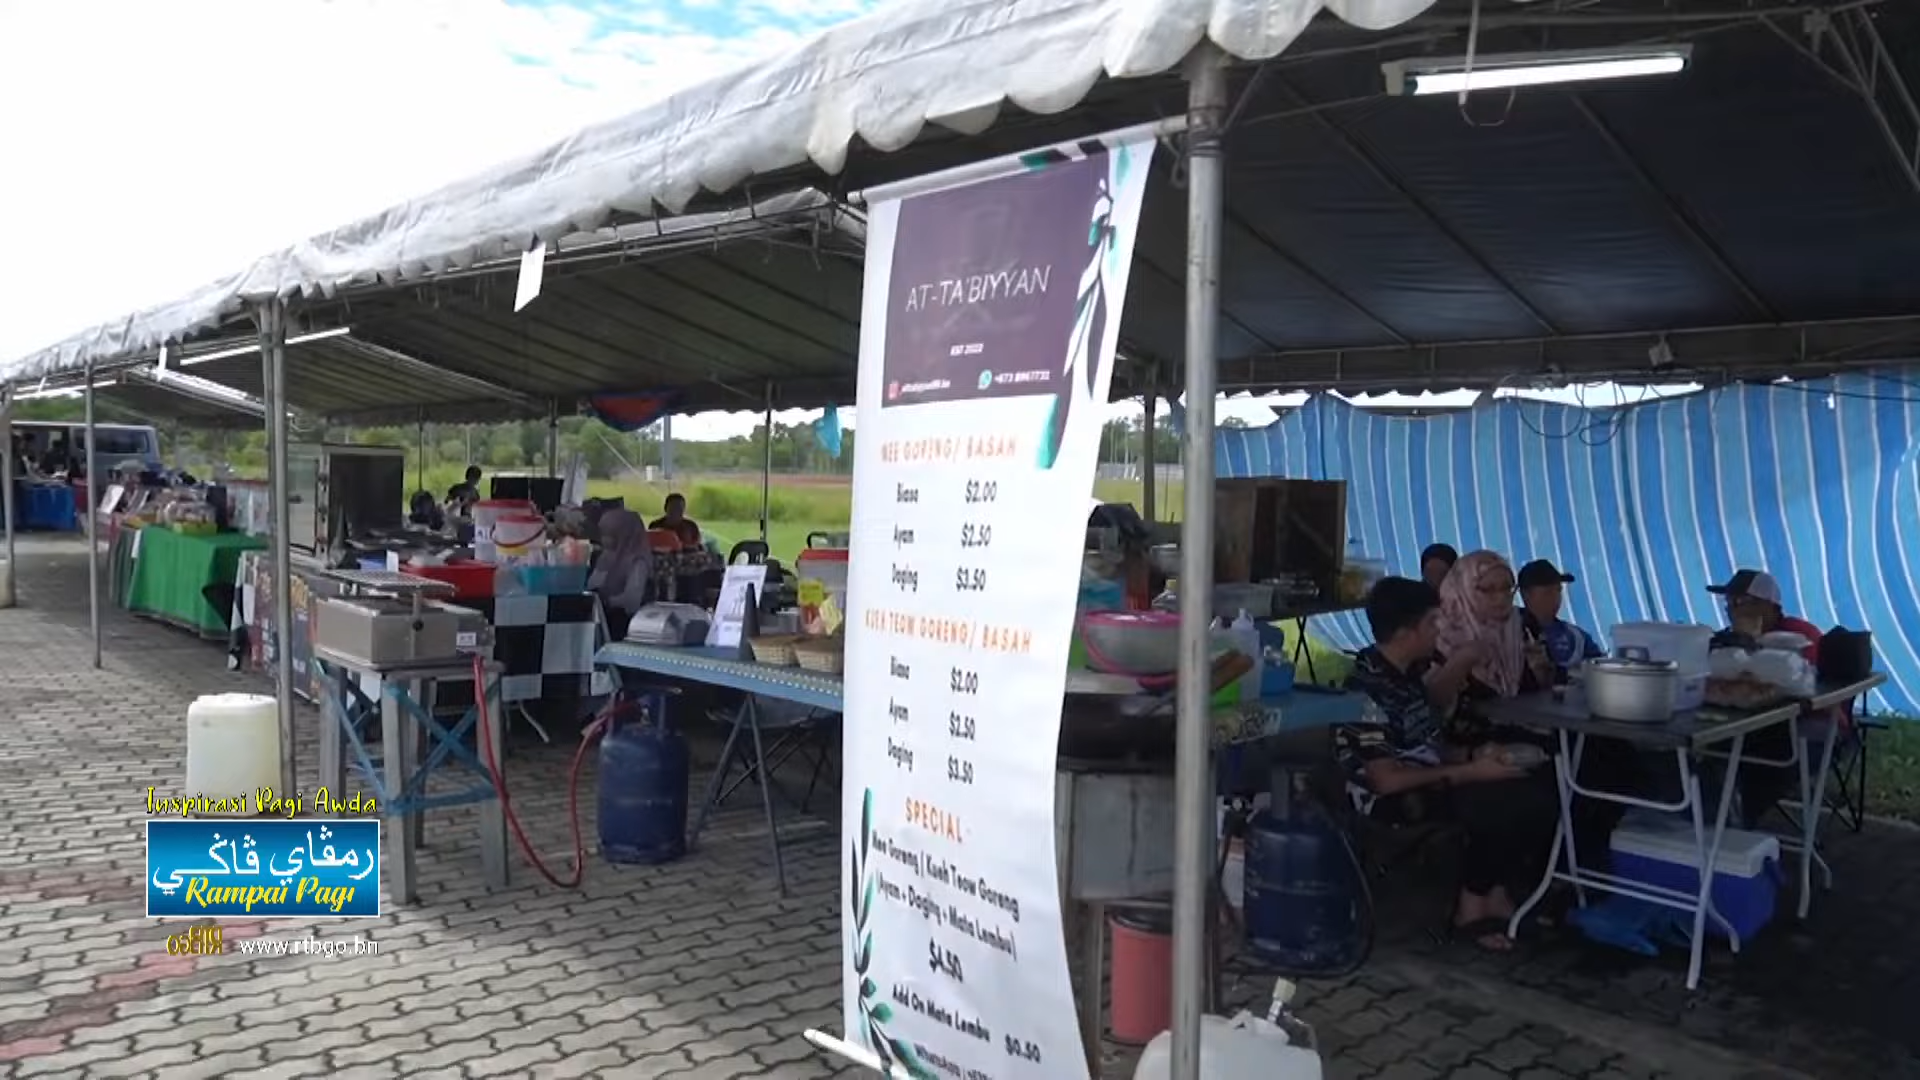 AT-TA'BIYYAN
EST 2022
MEE GORENG/ BASAH
Biasa $2.00
Ayam $2.50
Daging $3.50
KUEH TEOW GORENG/ BASAH
Biasa $2.00
Ayam $2.50
Daging $3.50
SPECIAL
Mee Goreng | Kueh Teow Goreng
(Ayam + Daging + Mata Lembu)
$4.50
Add On Mata Lembu $0.50
Inspirasi Pagi Awda
رمڤاي ڤاݢي
Rampai Pagi
www.rtbgo.bn